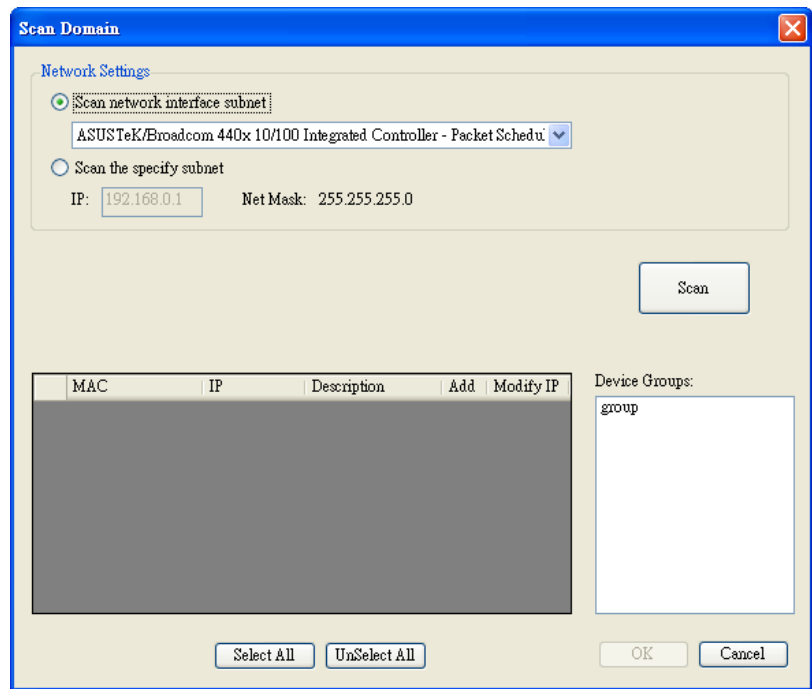 Scan Domain
Network Settings
Scan network interface subnet
ASUSTeK/Broadcom 440x 10/100 Integrated Controller - Packet Schedul
Scan the specify subnet
IP: 192.168.0.1 Net Mask: 255.255.255.0
Scan
MAC IP Description Add Modify IP
Device Groups:
group
Select All UnSelect All OK Cancel